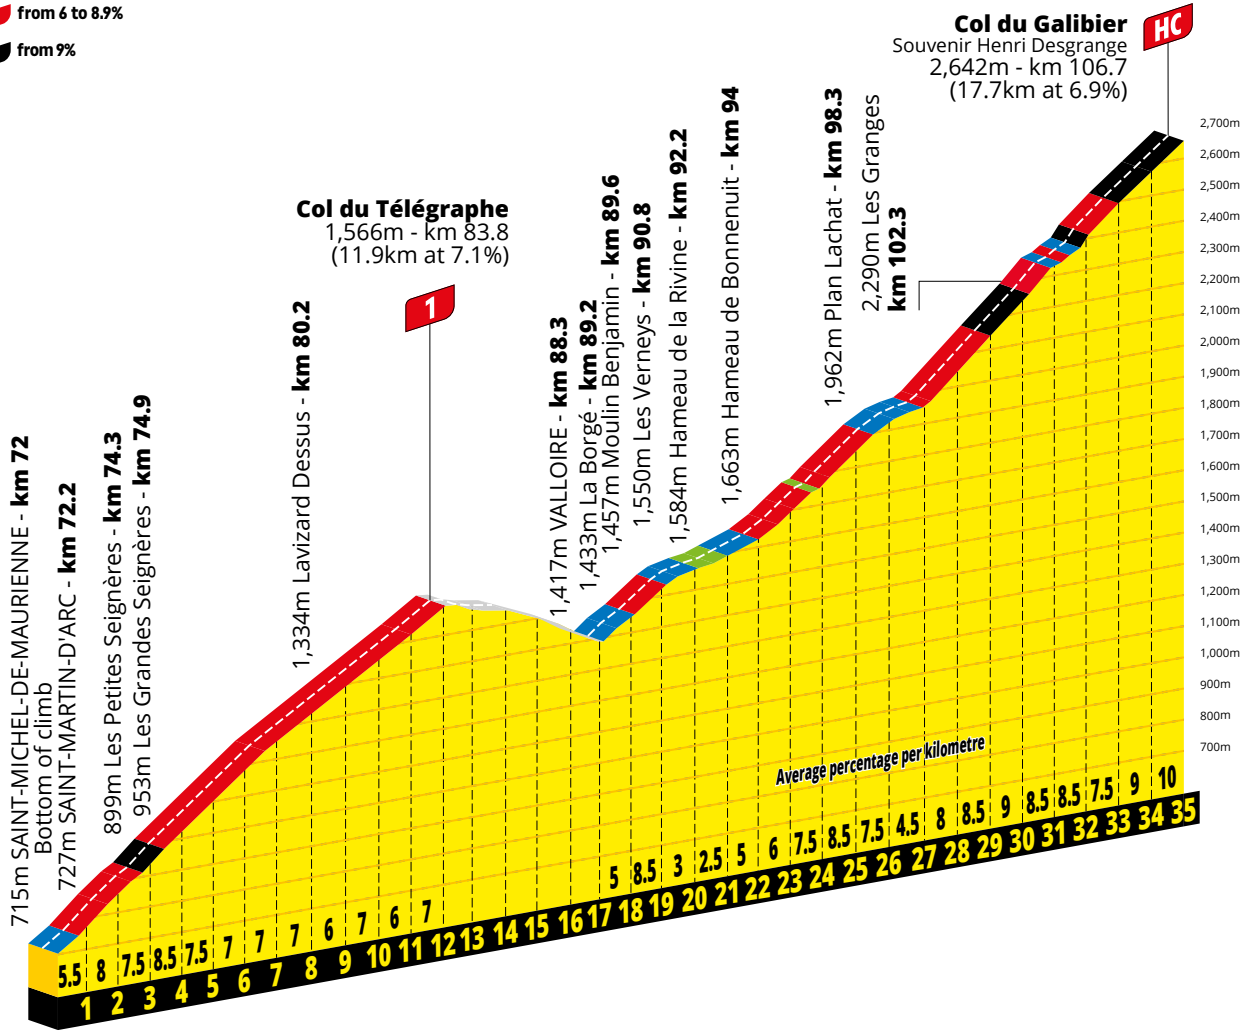 from 6 to 8.9%
from 9%
Col du Galibier
Souvenir Henri Desgrange
2,642m - km 106.7
(17.7km at 6.9%)
HC
Col du Télégraphe
1,566m - km 83.8
(11.9km at 7.1%)
1
715m SAINT-MICHEL-DE-MAURIENNE - km 72
Bottom of climb
727m SAINT-MARTIN-D'ARC - km 72.2
899m Les Petites Seignères - km 74.3
953m Les Grandes Seignères - km 74.9
1,334m Lavizard Dessus - km 80.2
1,417m VALLOIRE - km 88.3
1,433m La Borgé - km 89.2
1,457m Moulin Benjamin - km 89.6
1,550m Les Verneys - km 90.8
1,584m Hameau de la Rivine - km 92.2
1,663m Hameau de Bonnenuit - km 94
1,962m Plan Lachat - km 98.3
2,290m Les Granges
km 102.3
2,700m
2,600m
2,500m
2,400m
2,300m
2,200m
2,100m
2,000m
1,900m
1,800m
1,700m
1,600m
1,500m
1,400m
1,300m
1,200m
1,100m
1,000m
900m
800m
700m
Average percentage per kilometre
5.5 8 7.5 8.5 7.5 7 7 7 6 7 6 7 5 8.5 3 2.5 5 6 7.5 8.5 7.5 4.5 8 8.5 9 8.5 8.5 7.5 9 10
1 2 3 4 5 6 7 8 9 10 11 12 13 14 15 16 17 18 19 20 21 22 23 24 25 26 27 28 29 30 31 32 33 34 35